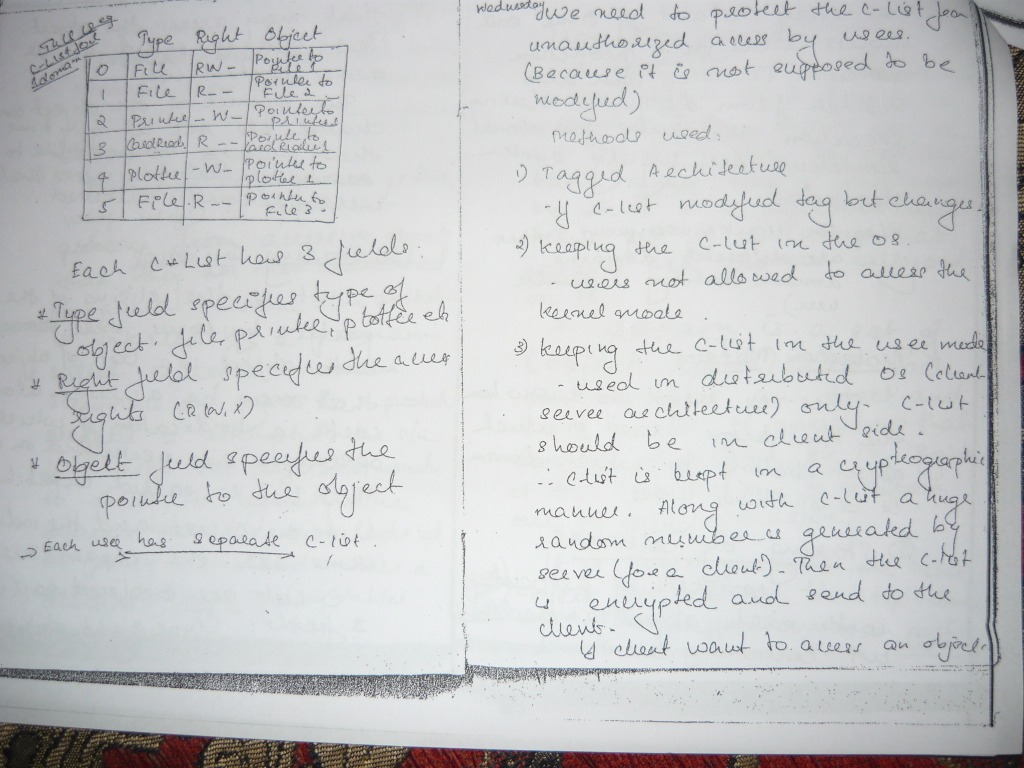 This is eg
C-List for
1 domain
Type Right Object
0 File RW- Pointer to File 1
1 File R-- Pointer to File 2
2 Printer -W- Pointer to printer
3 Cardreader R-- Pointer to cardreader
4 Plotter -W- Pointer to plotter 1
5 File R-- pointer to File 3.
Each C-List has 3 fields.
* Type field specifies type of
object. file, printer, plotter etc
* Right field specifies the access
rights (R,W,X)
* Object field specifies the
pointer to the object
→ Each user has separate C-list.
Wednesday
We need to protect the C-List from
unauthorized access by users.
(Because it is not supposed to be
modified)
Methods used:
1) Tagged Architecture
- If C-list modified tag bit changes.
2) Keeping the C-list in the OS.
- users not allowed to access the
kernel mode.
3) Keeping the C-list in the user mode
- used in distributed OS (client
server architecture) only. C-list
should be in client side.
∴ C-list is kept in a cryptographic
manner. Along with C-list a huge
random number is generated by
server (for a client). Then the C-list
is encrypted and send to the
client.
If client want to access an object